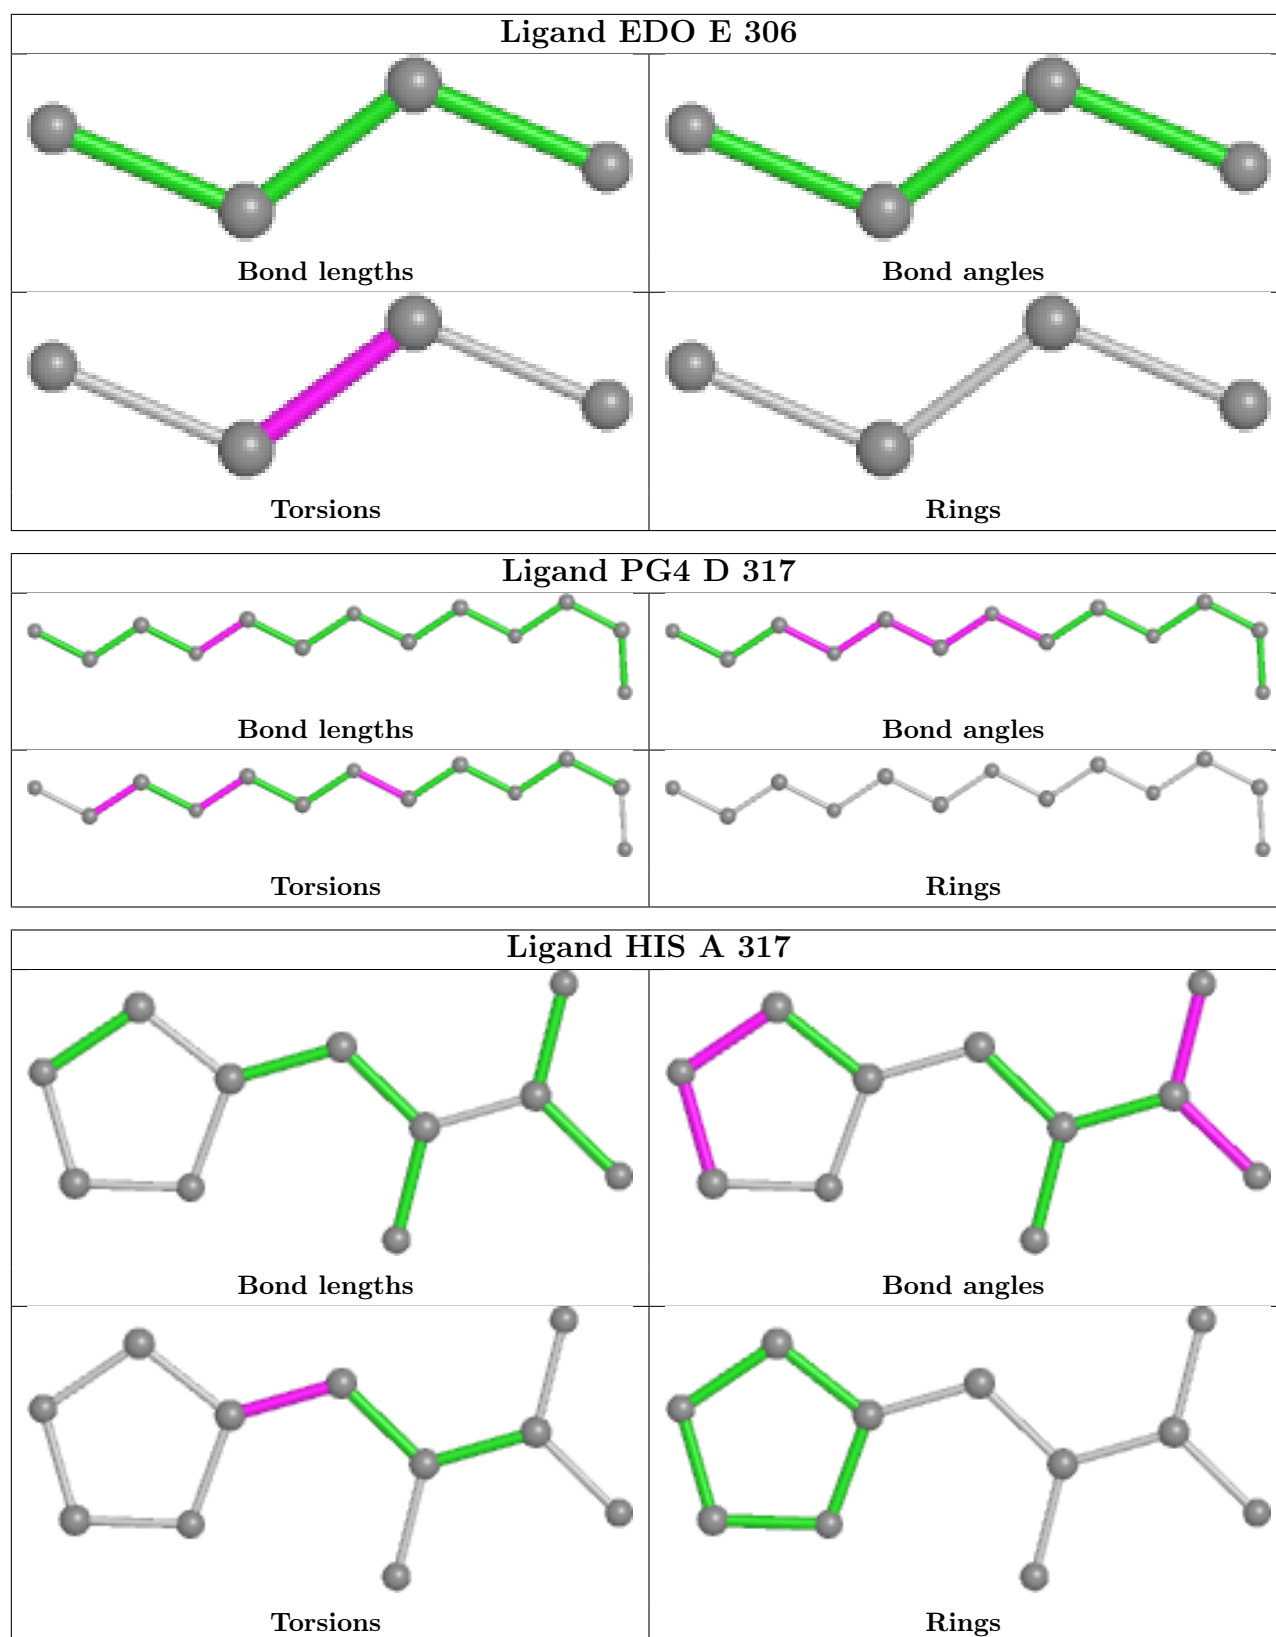 Ligand EDO E 306
Bond lengths
Bond angles
Torsions
Rings
Ligand PG4 D 317
Bond lengths
Bond angles
Torsions
Rings
Ligand HIS A 317
Bond lengths
Bond angles
Torsions
Rings